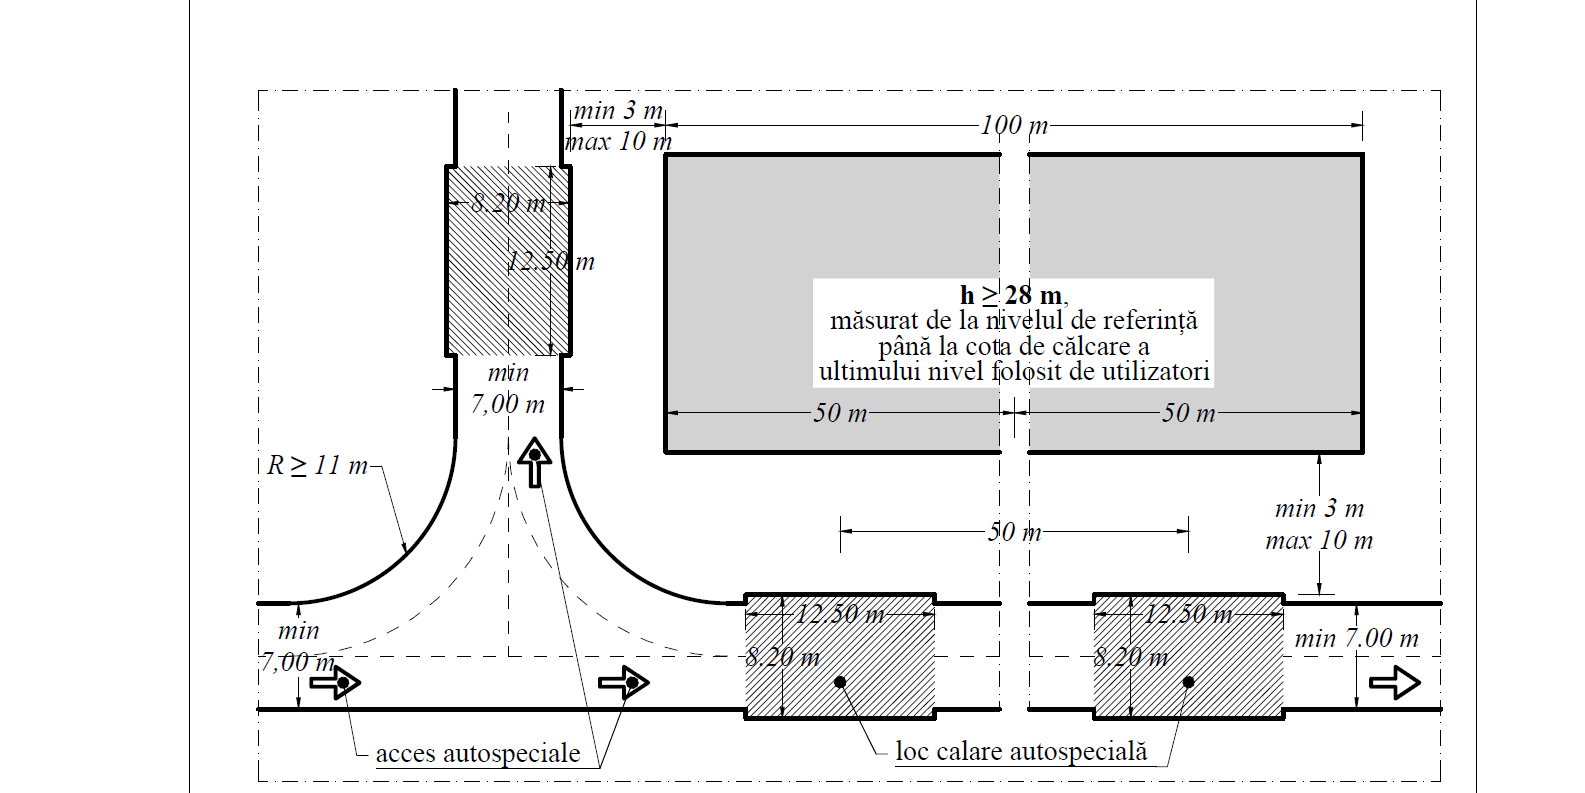 min 3 m
max 10 m
100 m
8.20 m
12.50 m
h ≥ 28 m,
măsurat de la nivelul de referință
până la cota de călcare a
ultimului nivel folosit de utilizatori
min
7,00 m
50 m
50 m
R ≥ 11 m
min 3 m
max 10 m
50 m
min
7,00 m
12.50 m
8.20 m
12.50 m
8.20 m
min 7.00 m
acces autospeciale
loc calare autospecială